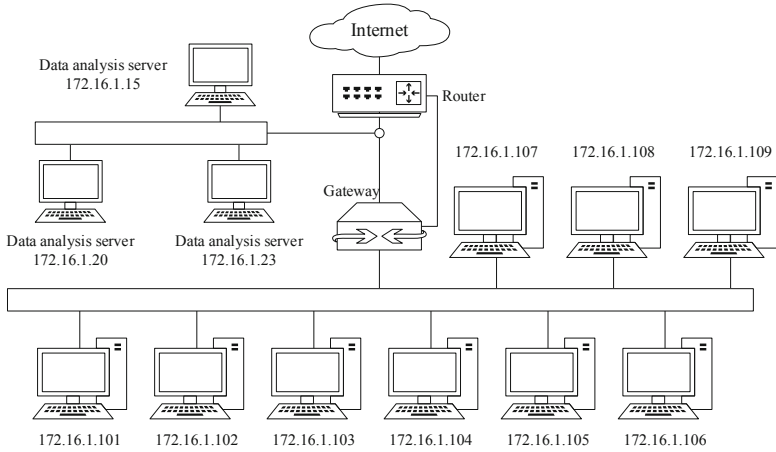 Internet
Data analysis server
172.16.1.15
Router
172.16.1.107
172.16.1.108
172.16.1.109
Gateway
Data analysis server
172.16.1.20
Data analysis server
172.16.1.23
172.16.1.101
172.16.1.102
172.16.1.103
172.16.1.104
172.16.1.105
172.16.1.106